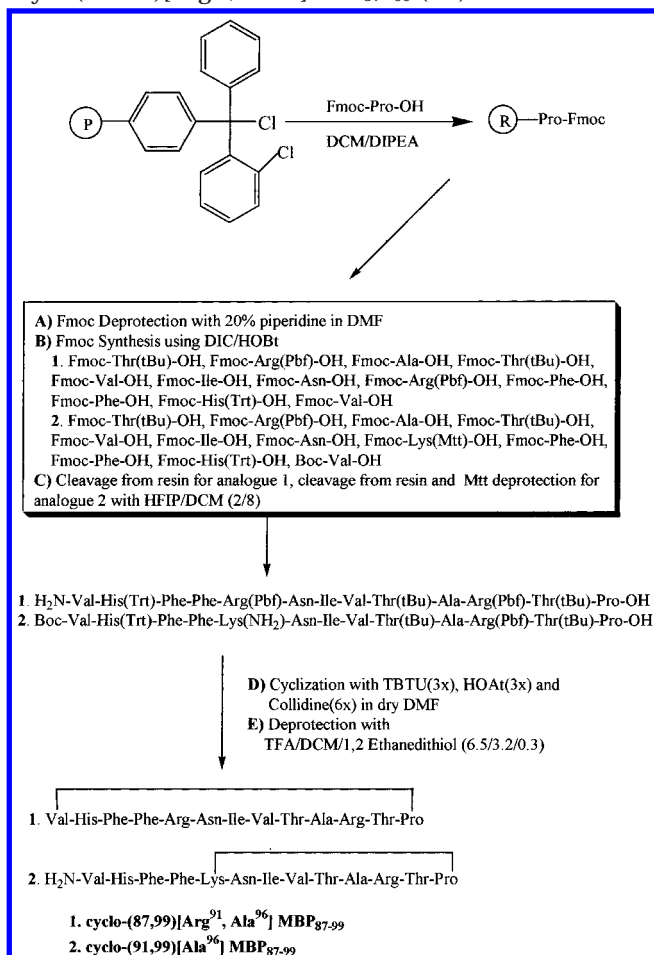 P
Cl
Cl
Fmoc-Pro-OH
DCM/DIPEA
R
Pro-Fmoc
A) Fmoc Deprotection with 20% piperidine in DMF
B) Fmoc Synthesis using DIC/HOBt
1. Fmoc-Thr(tBu)-OH, Fmoc-Arg(Pbf)-OH, Fmoc-Ala-OH, Fmoc-Thr(tBu)-OH,
Fmoc-Val-OH, Fmoc-Ile-OH, Fmoc-Asn-OH, Fmoc-Arg(Pbf)-OH, Fmoc-Phe-OH,
Fmoc-Phe-OH, Fmoc-His(Trt)-OH, Fmoc-Val-OH
2. Fmoc-Thr(tBu)-OH, Fmoc-Arg(Pbf)-OH, Fmoc-Ala-OH, Fmoc-Thr(tBu)-OH,
Fmoc-Val-OH, Fmoc-Ile-OH, Fmoc-Asn-OH, Fmoc-Lys(Mtt)-OH, Fmoc-Phe-OH,
Fmoc-Phe-OH, Fmoc-His(Trt)-OH, Boc-Val-OH
C) Cleavage from resin for analogue 1, cleavage from resin and Mtt deprotection for
analogue 2 with HFIP/DCM (2/8)
1. H₂N-Val-His(Trt)-Phe-Phe-Arg(Pbf)-Asn-Ile-Val-Thr(tBu)-Ala-Arg(Pbf)-Thr(tBu)-Pro-OH
2. Boc-Val-His(Trt)-Phe-Phe-Lys(NH₂)-Asn-Ile-Val-Thr(tBu)-Ala-Arg(Pbf)-Thr(tBu)-Pro-OH
D) Cyclization with TBTU(3x), HOAt(3x) and
Collidine(6x) in dry DMF
E) Deprotection with
TFA/DCM/1,2 Ethanedithiol (6.5/3.2/0.3)
1. Val-His-Phe-Phe-Arg-Asn-Ile-Val-Thr-Ala-Arg-Thr-Pro
2. H₂N-Val-His-Phe-Phe-Lys-Asn-Ile-Val-Thr-Ala-Arg-Thr-Pro
1. cyclo-(87,99)[Arg⁹¹, Ala⁹⁶] MBP₈₇₋₉₉
2. cyclo-(91,99)[Ala⁹⁶] MBP₈₇₋₉₉